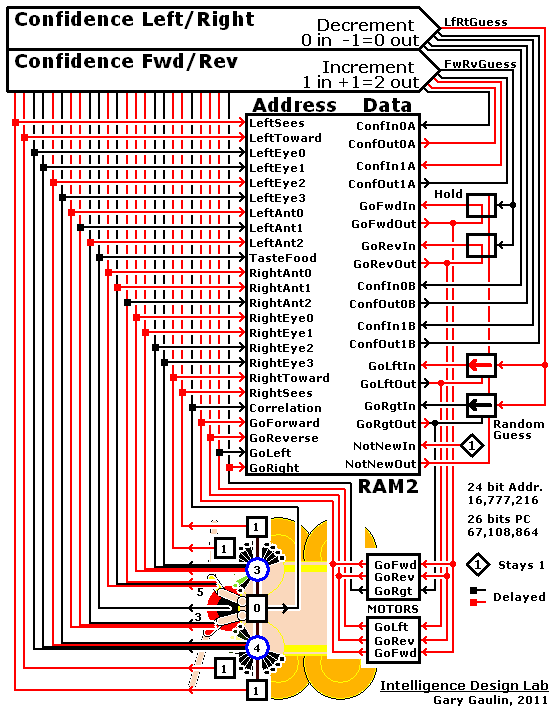 Confidence Left/Right
Decrement
0 in -1=0 out
LfRtGuess
Confidence Fwd/Rev
Increment
1 in +1=2 out
FwRvGuess
Address Data
LeftSees
LeftToward
LeftEye0
LeftEye1
LeftEye2
LeftEye3
LeftAnt0
LeftAnt1
LeftAnt2
TasteFood
RightAnt0
RightAnt1
RightAnt2
RightEye0
RightEye1
RightEye2
RightEye3
RightToward
RightSees
Correlation
GoForward
GoReverse
GoLeft
GoRight
ConfIn0A
ConfOut0A
ConfIn1A
ConfOut1A
GoFwdIn
GoFwdOut
GoRevIn
GoRevOut
ConfIn0B
ConfOut0B
ConfIn1B
ConfOut1B
GoLftIn
GoLftOut
GoRgtIn
GoRgtOut
NotNewIn
NotNewOut
Hold
Random
Guess
1
RAM2
24 bit Addr.
16,777,216
26 bits PC
67,108,864
1 Stays 1
Delayed
1
1
3
5
0
3
4
1
1
GoFwd
GoRev
GoRgt
MOTORS
GoLft
GoRev
GoFwd
Intelligence Design Lab
Gary Gaulin, 2011